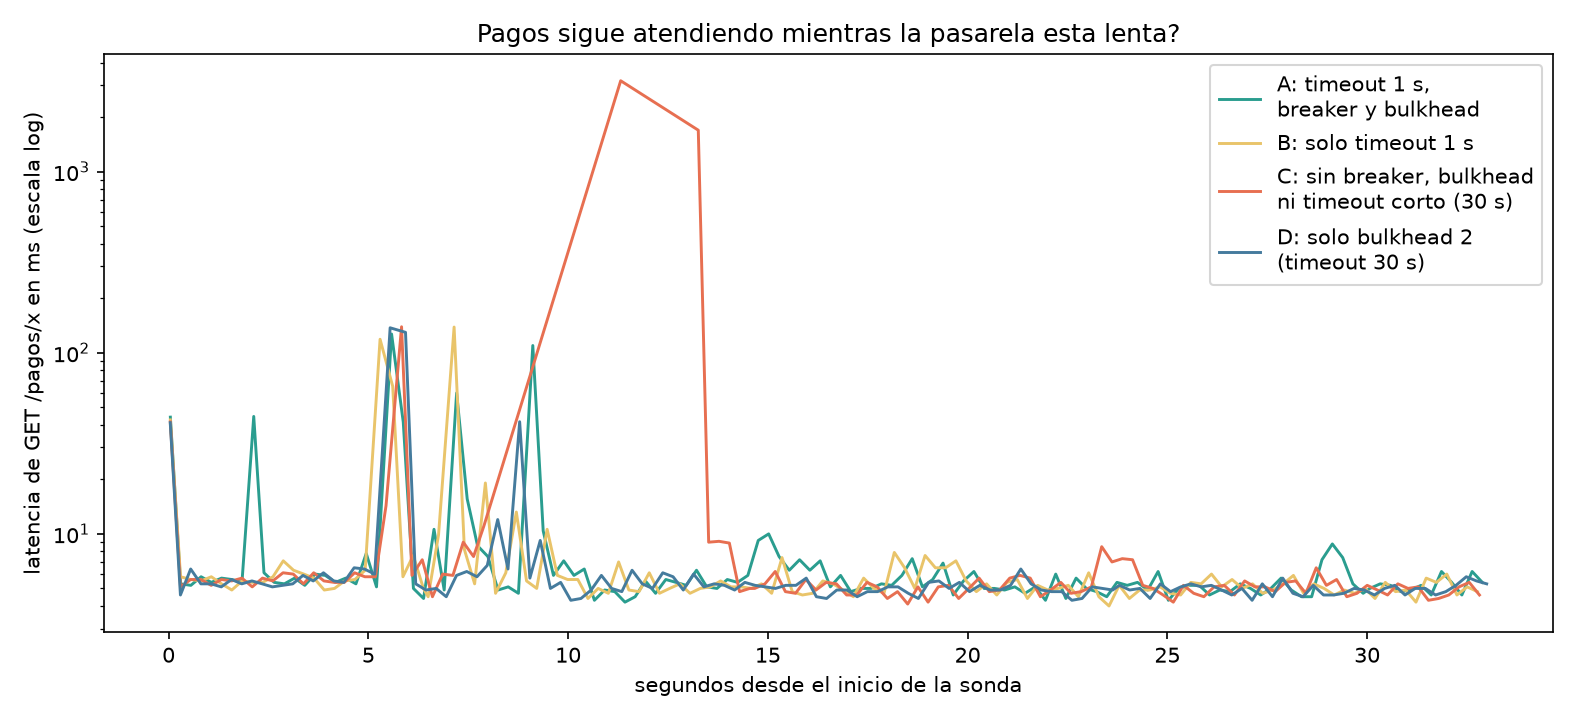 Pagos sigue atendiendo mientras la pasarela esta lenta?
latencia de GET /pagos/x en ms (escala log)
10³
10²
10¹
A: timeout 1 s,
breaker y bulkhead
B: solo timeout 1 s
C: sin breaker, bulkhead
ni timeout corto (30 s)
D: solo bulkhead 2
(timeout 30 s)
0 5 10 15 20 25 30
segundos desde el inicio de la sonda